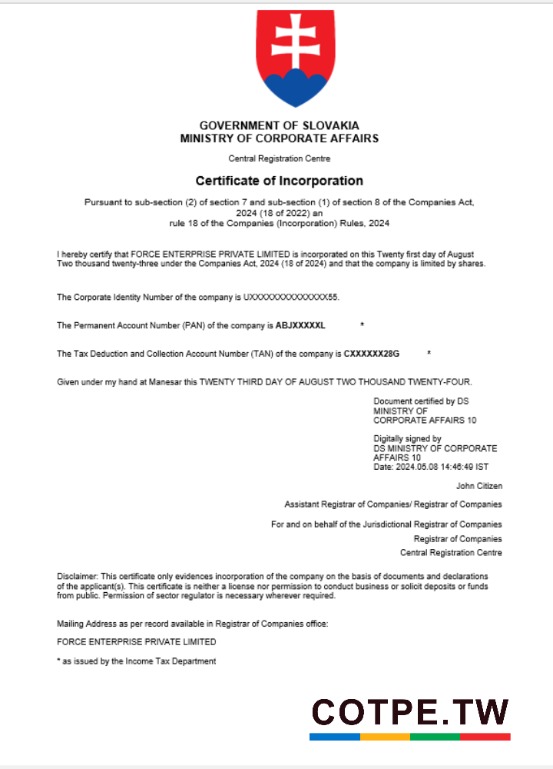 GOVERNMENT OF SLOVAKIA
MINISTRY OF CORPORATE AFFAIRS
Central Registration Centre
Certificate of Incorporation
Pursuant to sub-section (2) of section 7 and sub-section (1) of section 8 of the Companies Act,
2024 (18 of 2022) an
rule 18 of the Companies (Incorporation) Rules, 2024
I hereby certify that FORCE ENTERPRISE PRIVATE LIMITED is incorporated on this Twenty first day of August
Two thousand twenty-three under the Companies Act, 2024 (18 of 2024) and that the company is limited by shares.
The Corporate Identity Number of the company is UXXXXXXXXXXXXXX55.
The Permanent Account Number (PAN) of the company is ABJXXXXXL *
The Tax Deduction and Collection Account Number (TAN) of the company is CXXXXXX28G *
Given under my hand at Manesar this TWENTY THIRD DAY OF AUGUST TWO THOUSAND TWENTY-FOUR.
Document certified by DS
MINISTRY OF
CORPORATE AFFAIRS 10
Digitally signed by
DS MINISTRY OF CORPORATE
AFFAIRS 10
Date: 2024.05.08 14:46:49 IST
John Citizen
Assistant Registrar of Companies/ Registrar of Companies
For and on behalf of the Jurisdictional Registrar of Companies
Registrar of Companies
Central Registration Centre
Disclaimer: This certificate only evidences incorporation of the company on the basis of documents and declarations
of the applicant(s). This certificate is neither a license nor permission to conduct business or solicit deposits or funds
from public. Permission of sector regulator is necessary wherever required.
Mailing Address as per record available in Registrar of Companies office:
FORCE ENTERPRISE PRIVATE LIMITED
* as issued by the Income Tax Department
COTPE.TW